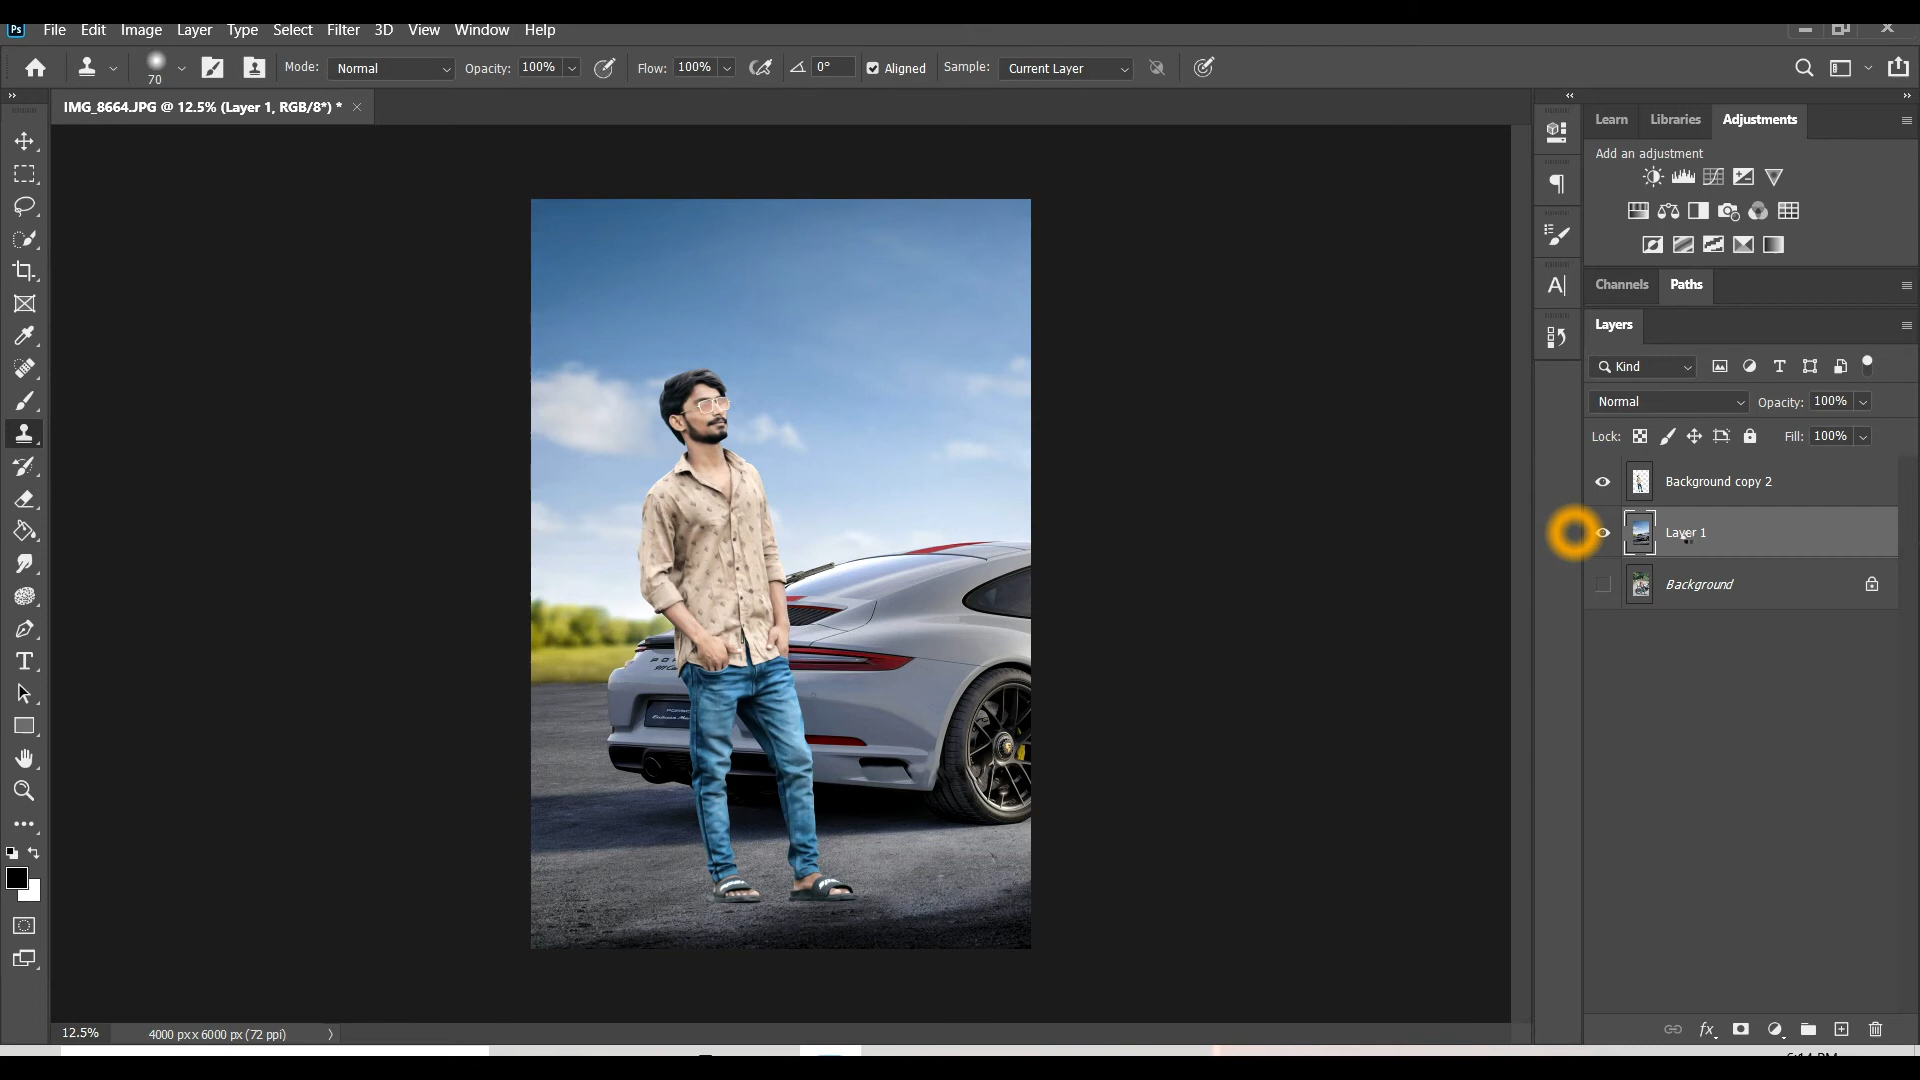 Ps File Edit Image Layer Type Select Filter 3D View Window Help
70 Mode: Normal Opacity: 100% Flow: 100% 0° Aligned Sample: Current Layer
IMG_8664.JPG @ 12.5% (Layer 1, RGB/8*) *
Learn Libraries Adjustments
Add an adjustment
Channels Paths
Layers
Kind
Normal Opacity: 100%
Lock: Fill: 100%
Background copy 2
Layer 1
Background
12.5% 4000 px x 6000 px (72 ppi)